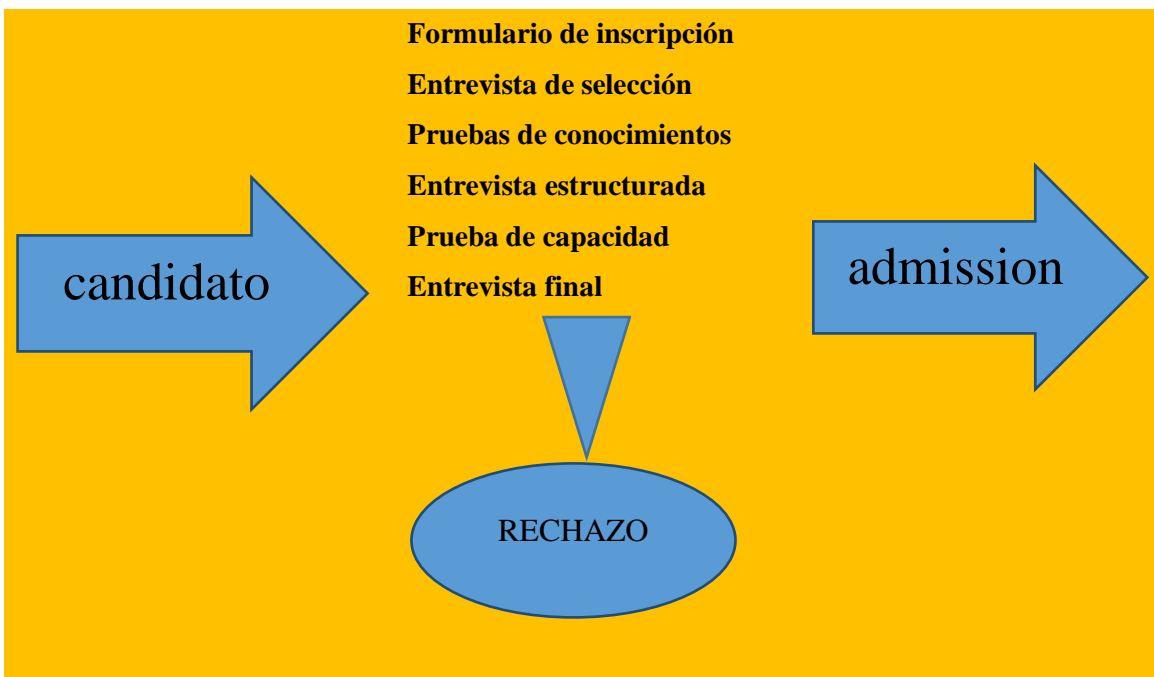 Formulario de inscripción
Entrevista de selección
Pruebas de conocimientos
Entrevista estructurada
Prueba de capacidad
Entrevista final
candidato
admission
RECHAZO